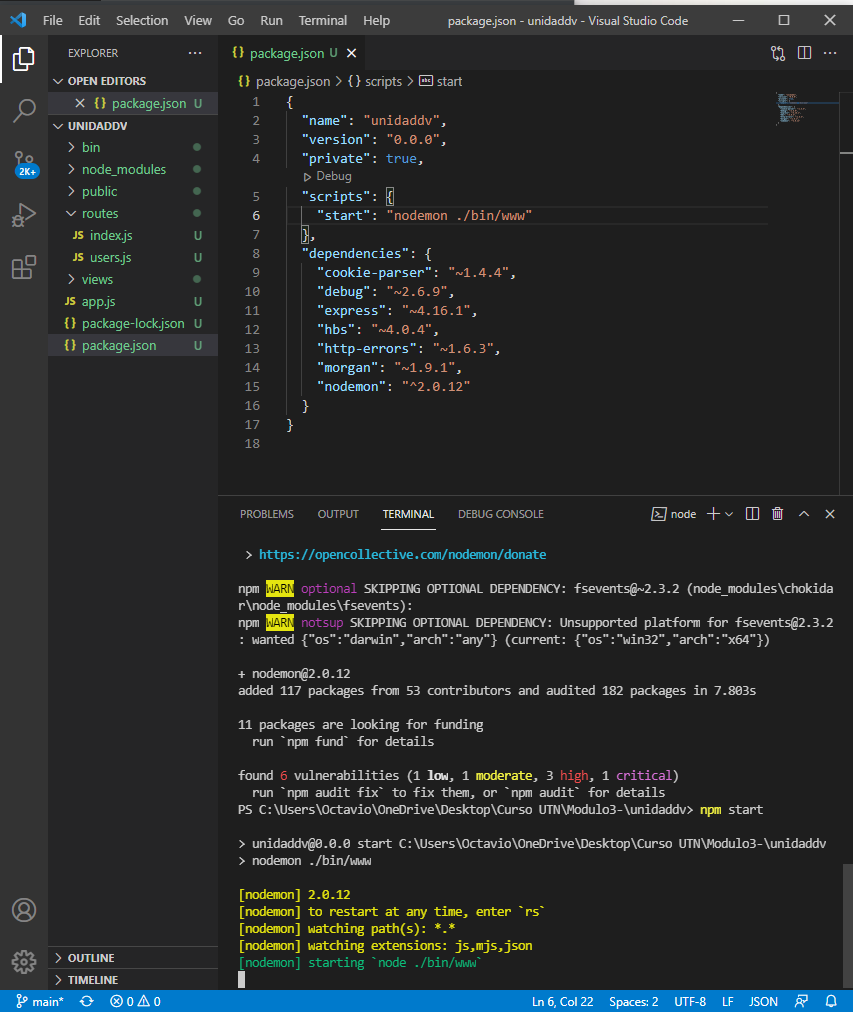 File Edit Selection View Go Run Terminal Help package.json - unidaddv - Visual Studio Code
EXPLORER
OPEN EDITORS
package.json U
UNIDADDV
bin
node_modules
public
routes
JS index.js U
JS users.js U
views
JS app.js U
{} package-lock.json U
{} package.json U
OUTLINE
TIMELINE
2K+
{} package.json U
{} package.json > {} scripts > abc start
1 {
2 "name": "unidaddv",
3 "version": "0.0.0",
4 "private": true,
Debug
5 "scripts": {
6 "start": "nodemon ./bin/www"
7 },
8 "dependencies": {
9 "cookie-parser": "~1.4.4",
10 "debug": "~2.6.9",
11 "express": "~4.16.1",
12 "hbs": "~4.0.4",
13 "http-errors": "~1.6.3",
14 "morgan": "~1.9.1",
15 "nodemon": "^2.0.12"
16 }
17 }
18
PROBLEMS OUTPUT TERMINAL DEBUG CONSOLE node
> https://opencollective.com/nodemon/donate
npm WARN optional SKIPPING OPTIONAL DEPENDENCY: fsevents@~2.3.2 (node_modules\chokida
r\node_modules\fsevents):
npm WARN notsup SKIPPING OPTIONAL DEPENDENCY: Unsupported platform for fsevents@2.3.2
: wanted {"os":"darwin","arch":"any"} (current: {"os":"win32","arch":"x64"})
+ nodemon@2.0.12
added 117 packages from 53 contributors and audited 182 packages in 7.803s
11 packages are looking for funding
run `npm fund` for details
found 6 vulnerabilities (1 low, 1 moderate, 3 high, 1 critical)
run `npm audit fix` to fix them, or `npm audit` for details
PS C:\Users\Octavio\OneDrive\Desktop\Curso UTN\Modulo3-\unidaddv> npm start
> unidaddv@0.0.0 start C:\Users\Octavio\OneDrive\Desktop\Curso UTN\Modulo3-\unidaddv
> nodemon ./bin/www
[nodemon] 2.0.12
[nodemon] to restart at any time, enter `rs`
[nodemon] watching path(s): *.*
[nodemon] watching extensions: js,mjs,json
[nodemon] starting `node ./bin/www`
main* 0 0 Ln 6, Col 22 Spaces: 2 UTF-8 LF JSON